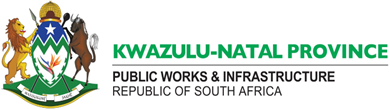 KWAZULU-NATAL PROVINCE
PUBLIC WORKS & INFRASTRUCTURE
REPUBLIC OF SOUTH AFRICA